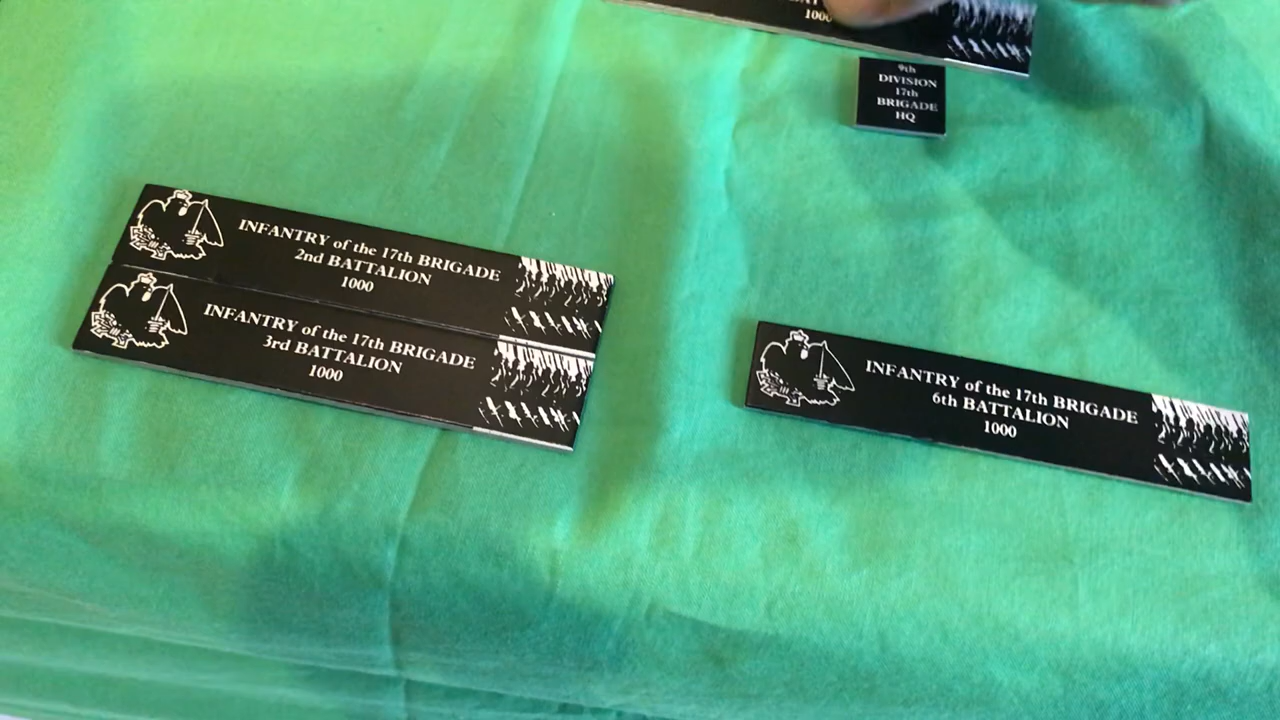 1000
9th
DIVISION
17th
BRIGADE
HQ
INFANTRY of the 17th BRIGADE
2nd BATTALION
1000
INFANTRY of the 17th BRIGADE
3rd BATTALION
1000
INFANTRY of the 17th BRIGADE
6th BATTALION
1000